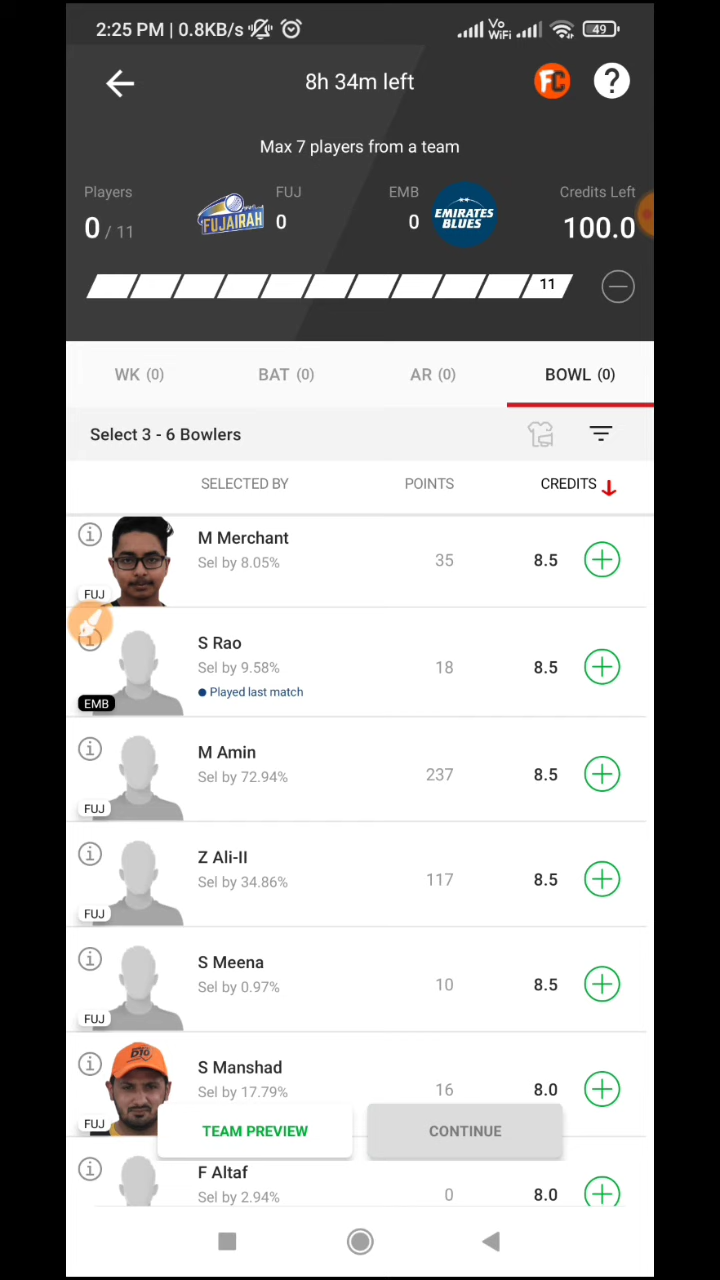 2:25 PM | 0.8KB/s
Vo WiFi
49
8h 34m left
FC
?
Max 7 players from a team
Players
FUJ
EMB
Credits Left
0 / 11
FUJAIRAH
0
0
EMIRATES BLUES
100.0
11
WK (0)
BAT (0)
AR (0)
BOWL (0)
Select 3 - 6 Bowlers
SELECTED BY
POINTS
CREDITS
M Merchant
Sel by 8.05%
35
8.5
FUJ
S Rao
Sel by 9.58%
18
8.5
Played last match
EMB
M Amin
Sel by 72.94%
237
8.5
FUJ
Z Ali-II
Sel by 34.86%
117
8.5
FUJ
S Meena
Sel by 0.97%
10
8.5
FUJ
D10
S Manshad
Sel by 17.79%
16
8.0
FUJ
TEAM PREVIEW
CONTINUE
F Altaf
Sel by 2.94%
0
8.0